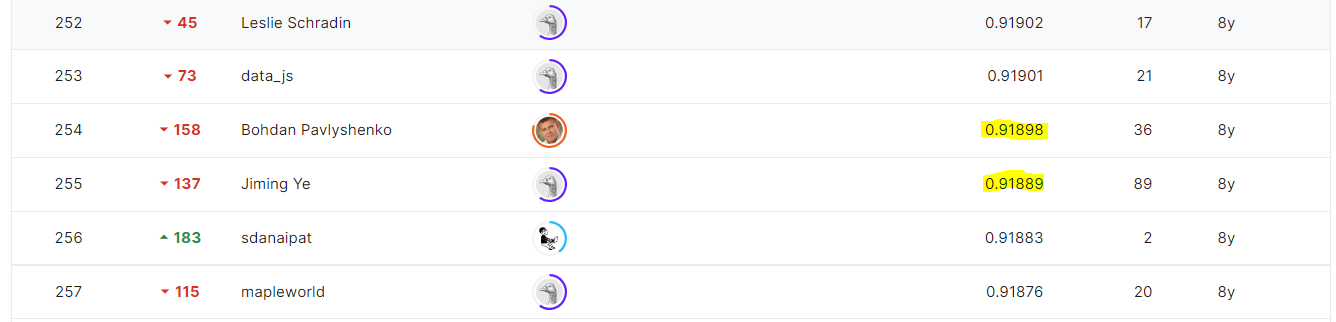 252 45 Leslie Schradin 0.91902 17 8y
253 73 data_js 0.91901 21 8y
254 158 Bohdan Pavlyshenko 0.91898 36 8y
255 137 Jiming Ye 0.91889 89 8y
256 183 sdanaipat 0.91883 2 8y
257 115 mapleworld 0.91876 20 8y